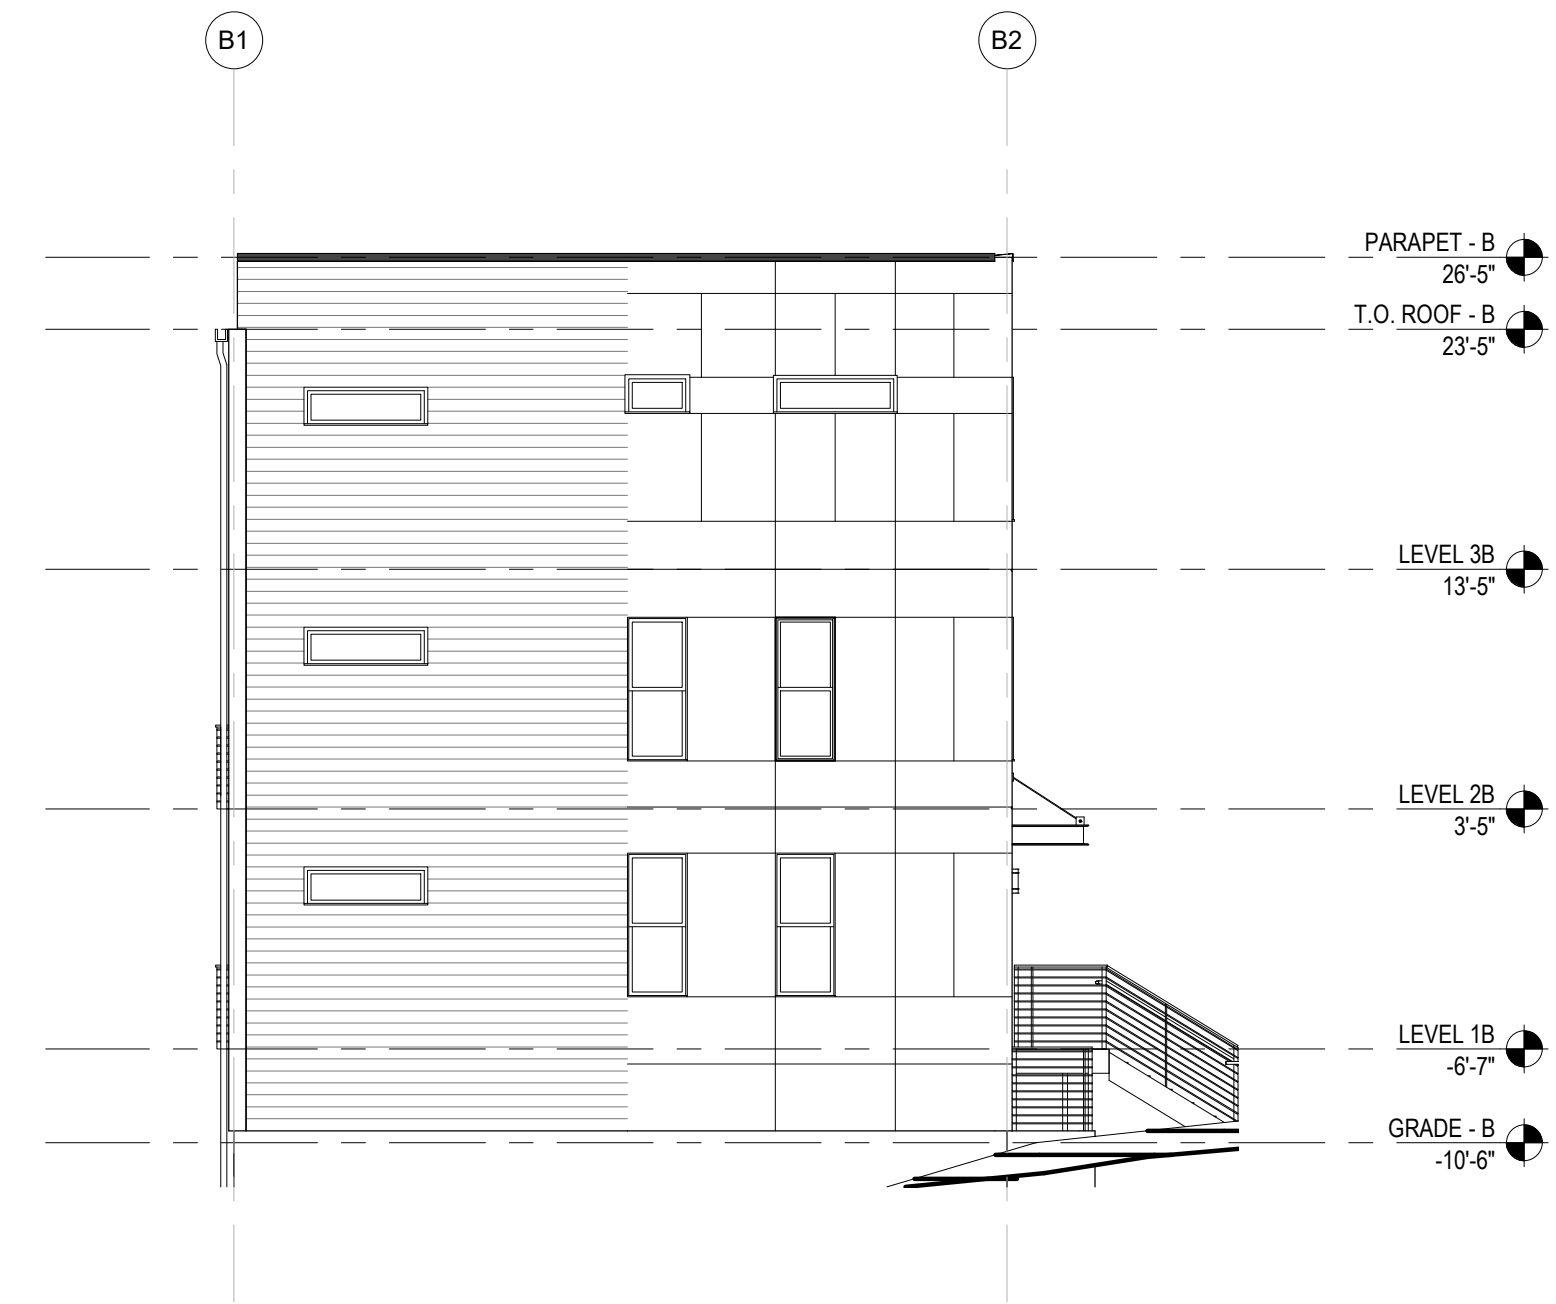 B1
B2
PARAPET - B
26'-5"
T.O. ROOF - B
23'-5"
LEVEL 3B
13'-5"
LEVEL 2B
3'-5"
LEVEL 1B
-6'-7"
GRADE - B
-10'-6"